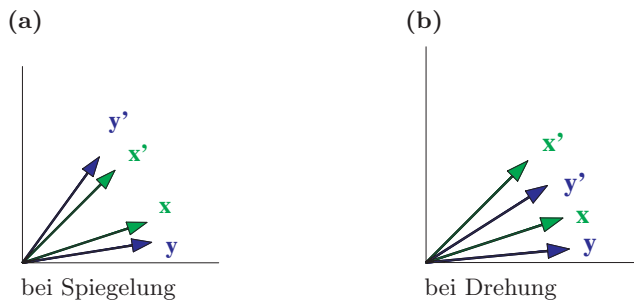 (a)
y'
x'
x
y
bei Spiegelung
(b)
x'
y'
x
y
bei Drehung